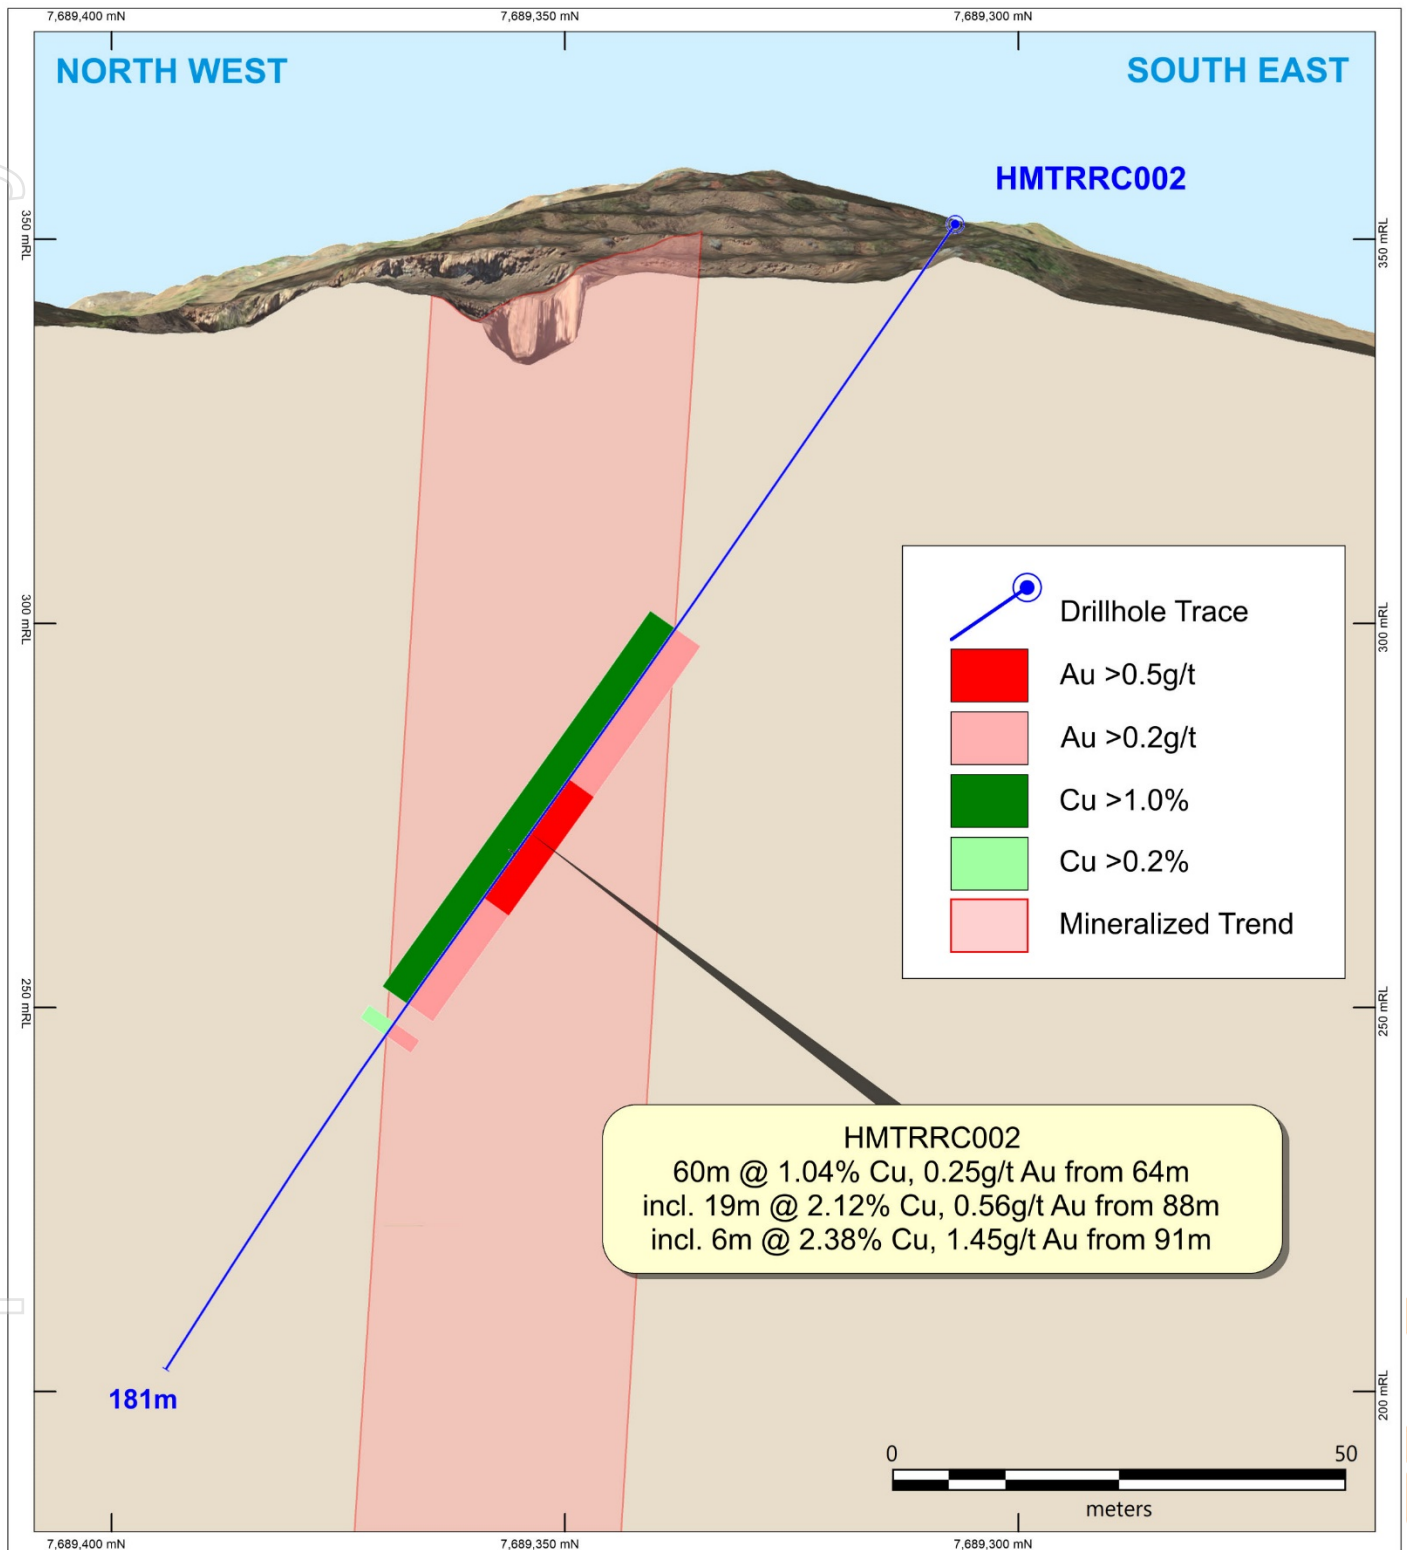 7,689,400 mN
7,689,350 mN
7,689,300 mN
NORTH WEST
SOUTH EAST
HMTRRC002
350 mRL
350 mRL
300 mRL
300 mRL
Drillhole Trace
Au >0.5g/t
Au >0.2g/t
Cu >1.0%
Cu >0.2%
Mineralized Trend
250 mRL
250 mRL
HMTRRC002
60m @ 1.04% Cu, 0.25g/t Au from 64m
incl. 19m @ 2.12% Cu, 0.56g/t Au from 88m
incl. 6m @ 2.38% Cu, 1.45g/t Au from 91m
181m
200 mRL
0
50
meters
7,689,400 mN
7,689,350 mN
7,689,300 mN